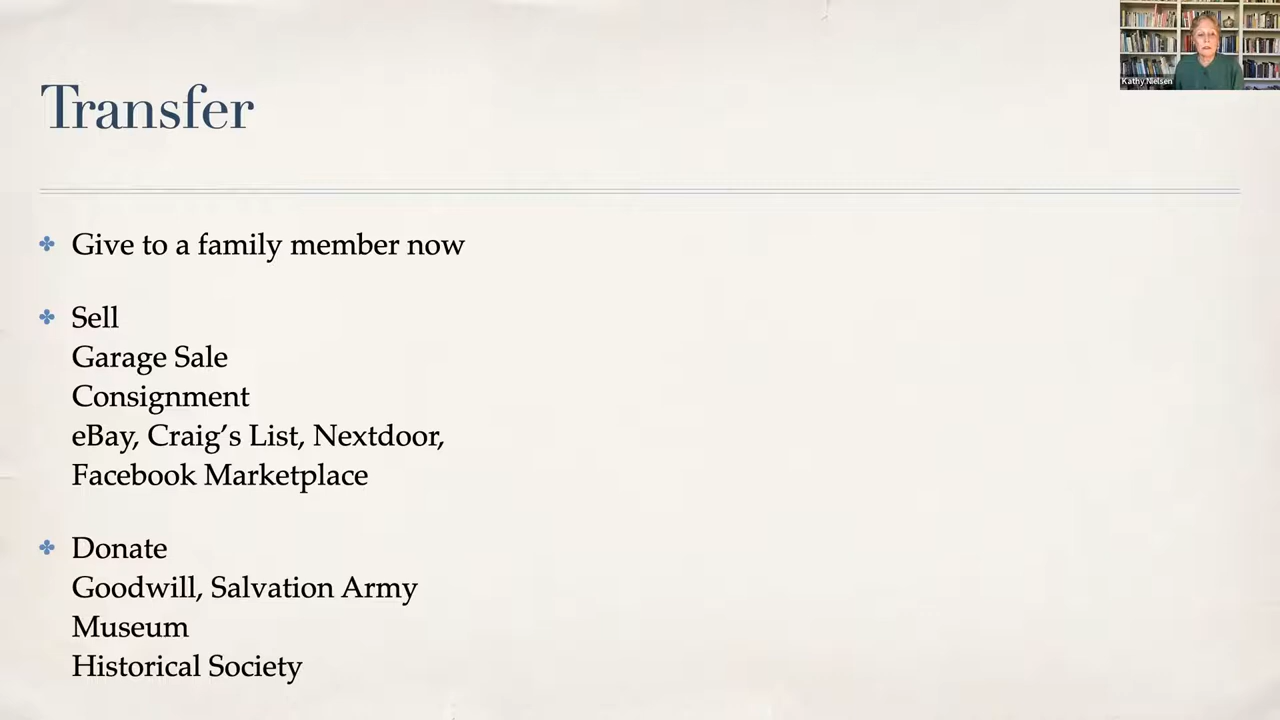 Kathy Nielsen
Transfer
Give to a family member now
Sell
Garage Sale
Consignment
eBay, Craig’s List, Nextdoor,
Facebook Marketplace
Donate
Goodwill, Salvation Army
Museum
Historical Society